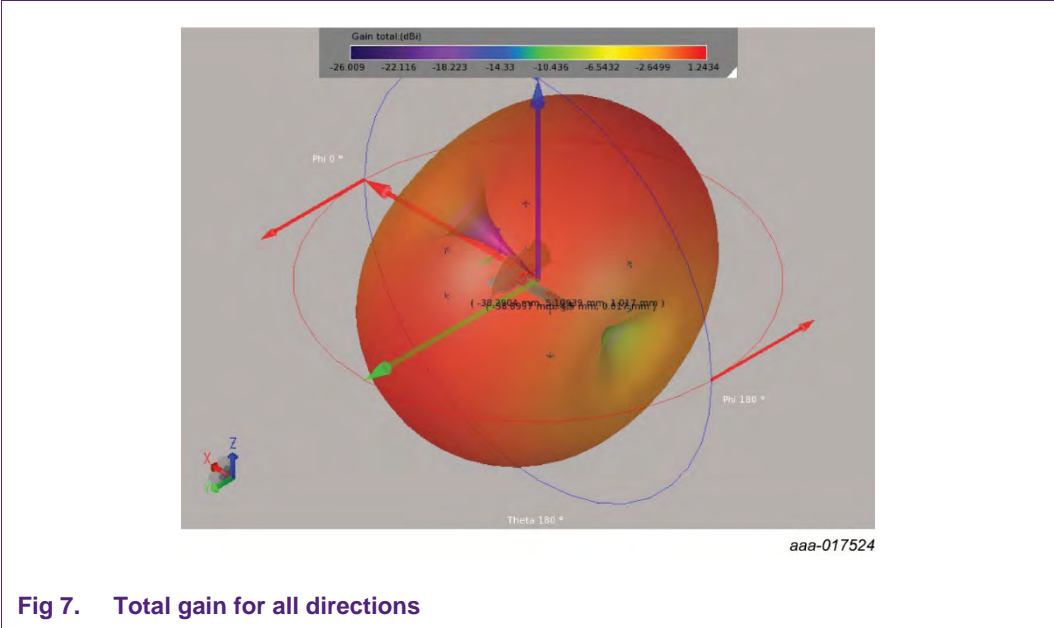 Gain total (dBi)
-26.009 -22.116 -18.223 -14.33 -10.436 -6.5432 -2.6499 1.2434
Phi 0 °
Phi 180 °
Z
X
Y
Theta 180 °
aaa-017524
Fig 7. Total gain for all directions